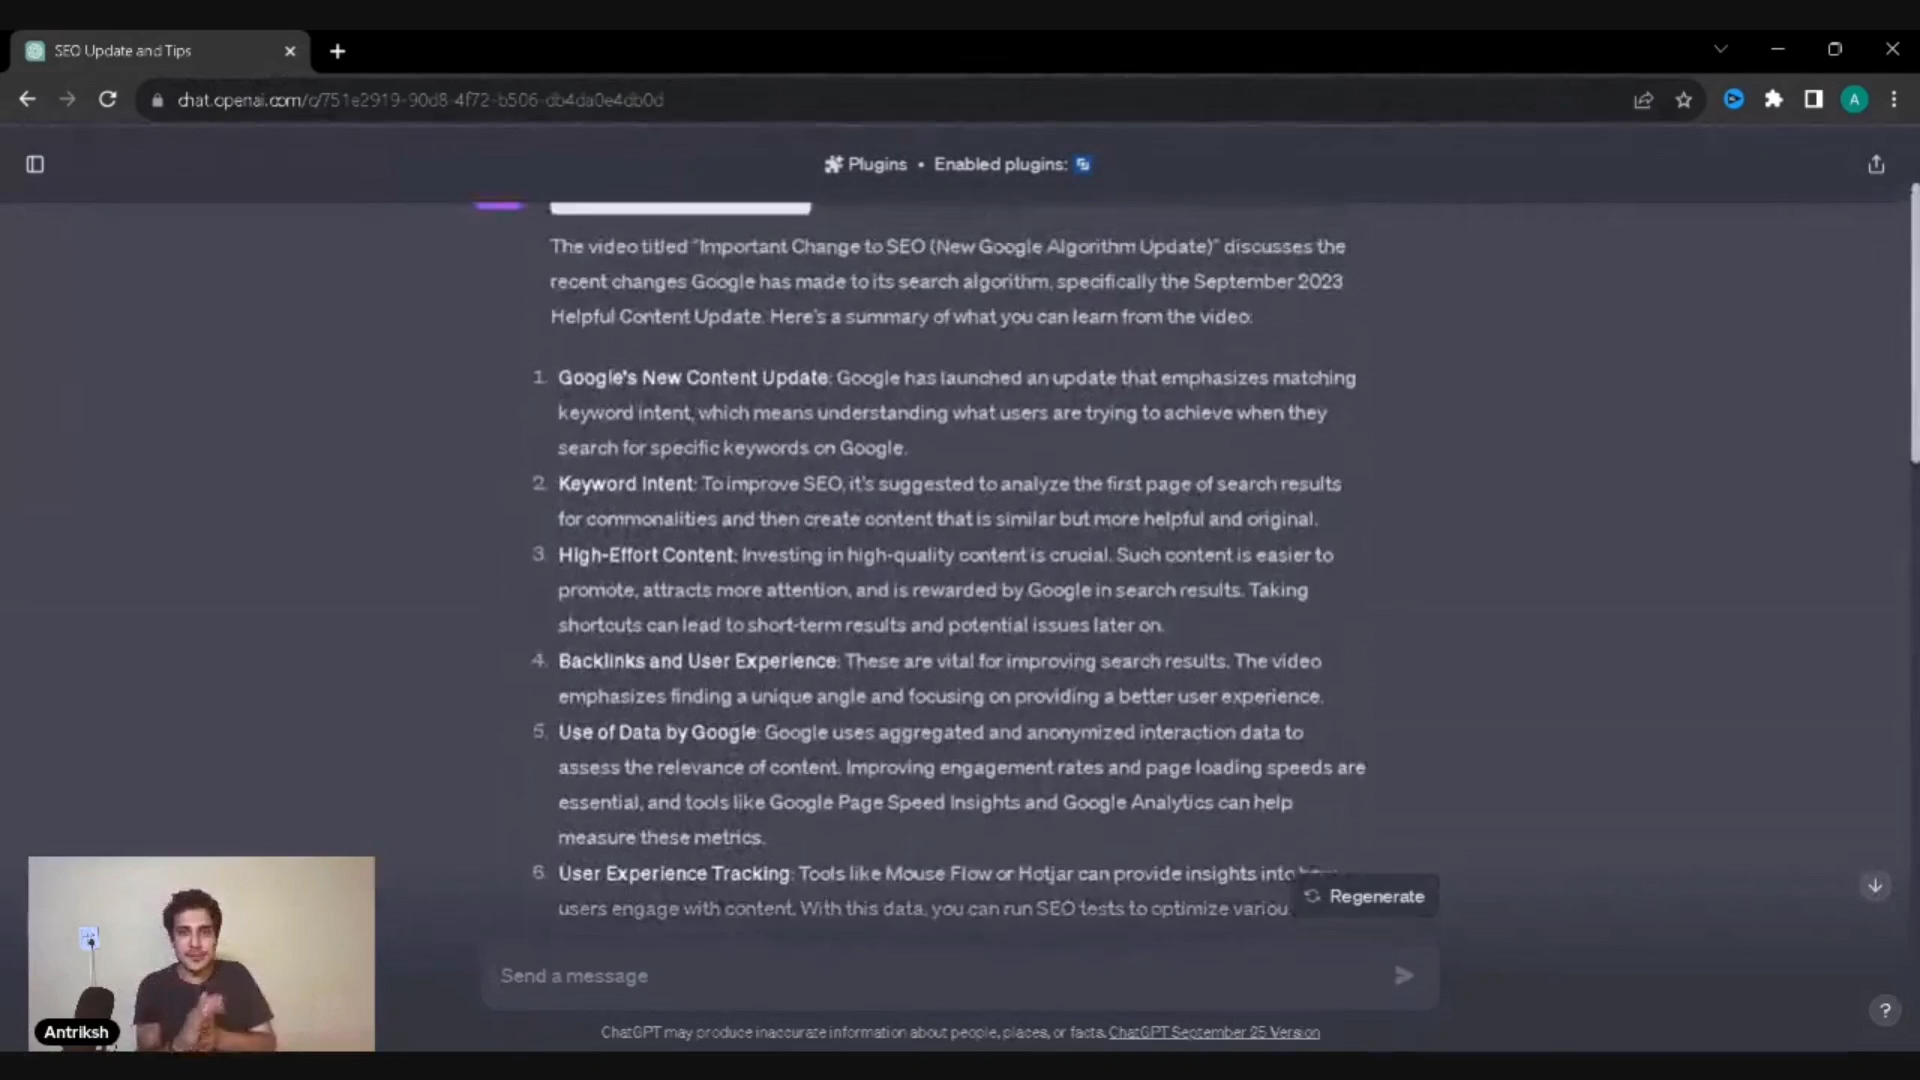 SEO Update and Tips
chat.openai.com/c/751e2919-90d8-4f72-b506-db4da0e4db0d
A
Plugins • Enabled plugins:
The video titled "Important Change to SEO (New Google Algorithm Update)" discusses the
recent changes Google has made to its search algorithm, specifically the September 2023
Helpful Content Update. Here's a summary of what you can learn from the video:
1. Google's New Content Update: Google has launched an update that emphasizes matching
keyword intent, which means understanding what users are trying to achieve when they
search for specific keywords on Google.
2. Keyword Intent: To improve SEO, it's suggested to analyze the first page of search results
for commonalities and then create content that is similar but more helpful and original.
3. High-Effort Content: Investing in high-quality content is crucial. Such content is easier to
promote, attracts more attention, and is rewarded by Google in search results. Taking
shortcuts can lead to short-term results and potential issues later on.
4. Backlinks and User Experience: These are vital for improving search results. The video
emphasizes finding a unique angle and focusing on providing a better user experience.
5. Use of Data by Google: Google uses aggregated and anonymized interaction data to
assess the relevance of content. Improving engagement rates and page loading speeds are
essential, and tools like Google Page Speed Insights and Google Analytics can help
measure these metrics.
6. User Experience Tracking: Tools like Mouse Flow or Hotjar can provide insights into
users engage with content. With this data, you can run SEO tests to optimize variou
Regenerate
Send a message
ChatGPT may produce inaccurate information about people, places, or facts. ChatGPT September 25 Version
?
Antriksh